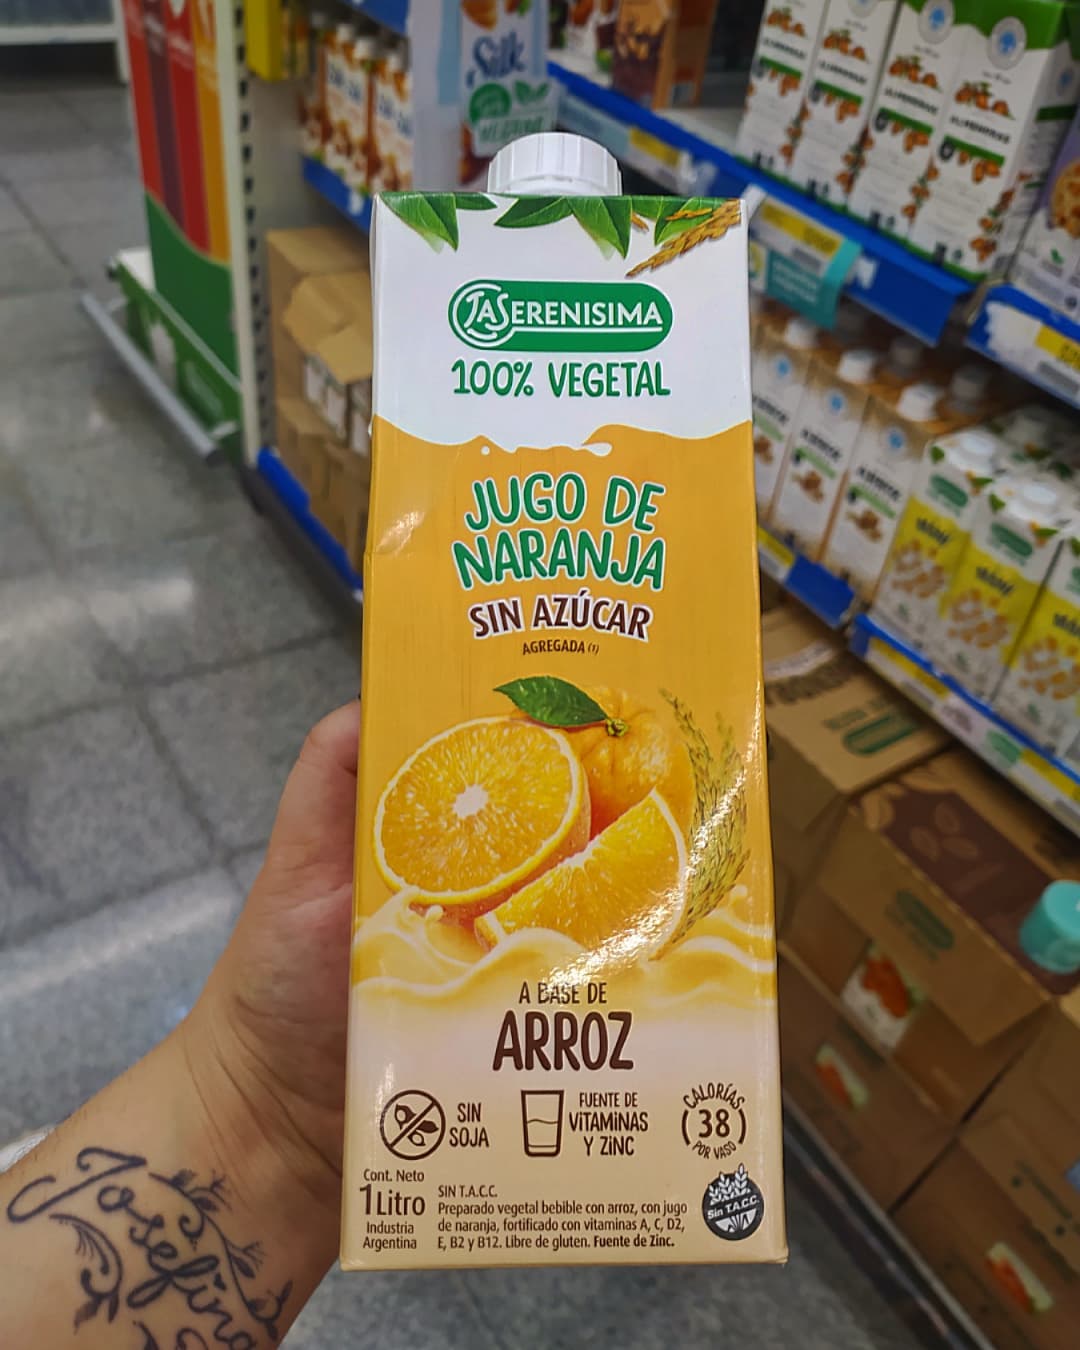 Silk
ALMENDRAS
LASERENISIMA
100% VEGETAL
JUGO DE
NARANJA
SIN AZÚCAR
AGREGADA (1)
A BASE DE
ARROZ
SIN
SOJA
FUENTE DE
VITAMINAS
Y ZINC
CALORÍAS
38
POR VASO
Cont. Neto
1 Litro
Industria
Argentina
SIN T.A.C.C.
Preparado vegetal bebible con arroz, con jugo
de naranja, fortificado con vitaminas A, C, D2,
E, B2 y B12. Libre de gluten. Fuente de Zinc.
Sin T.A.C.C.
Josefina